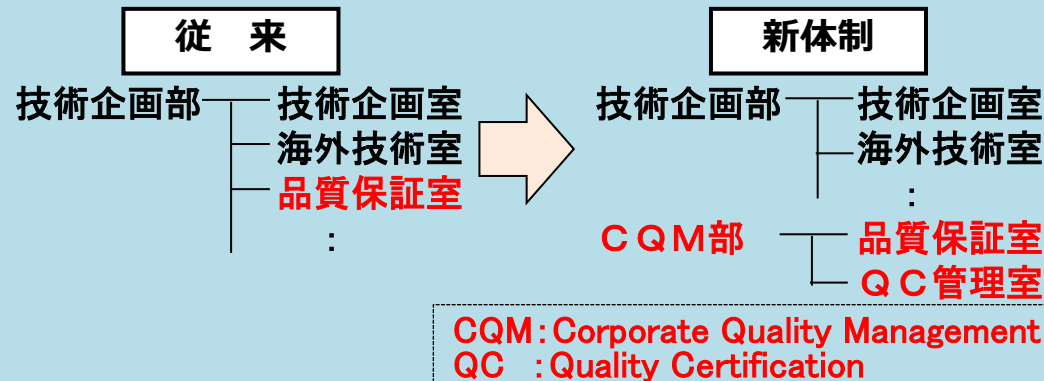 従　来
技術企画部 技術企画室
海外技術室
品質保証室
：
新体制
技術企画部 技術企画室
海外技術室
：
ＣＱＭ部 品質保証室
ＱＣ管理室
CQM：Corporate Quality Management
QC　：Quality Certification